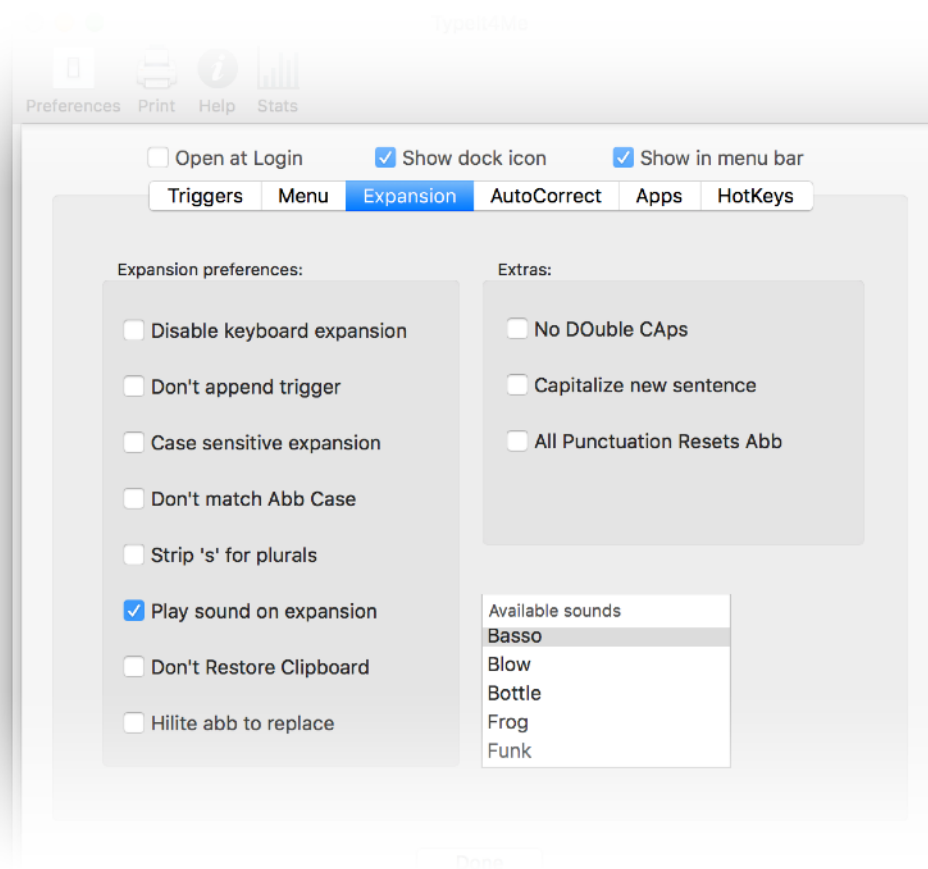 TypeIt4Me
Preferences Print Help Stats
Open at Login Show dock icon Show in menu bar
Triggers Menu Expansion AutoCorrect Apps HotKeys
Expansion preferences: Extras:
Disable keyboard expansion No DOuble CAps
Don't append trigger Capitalize new sentence
Case sensitive expansion All Punctuation Resets Abb
Don't match Abb Case
Strip 's' for plurals
Play sound on expansion Available sounds
Basso
Blow
Don't Restore Clipboard
Bottle
Hilite abb to replace Frog
Funk
Done